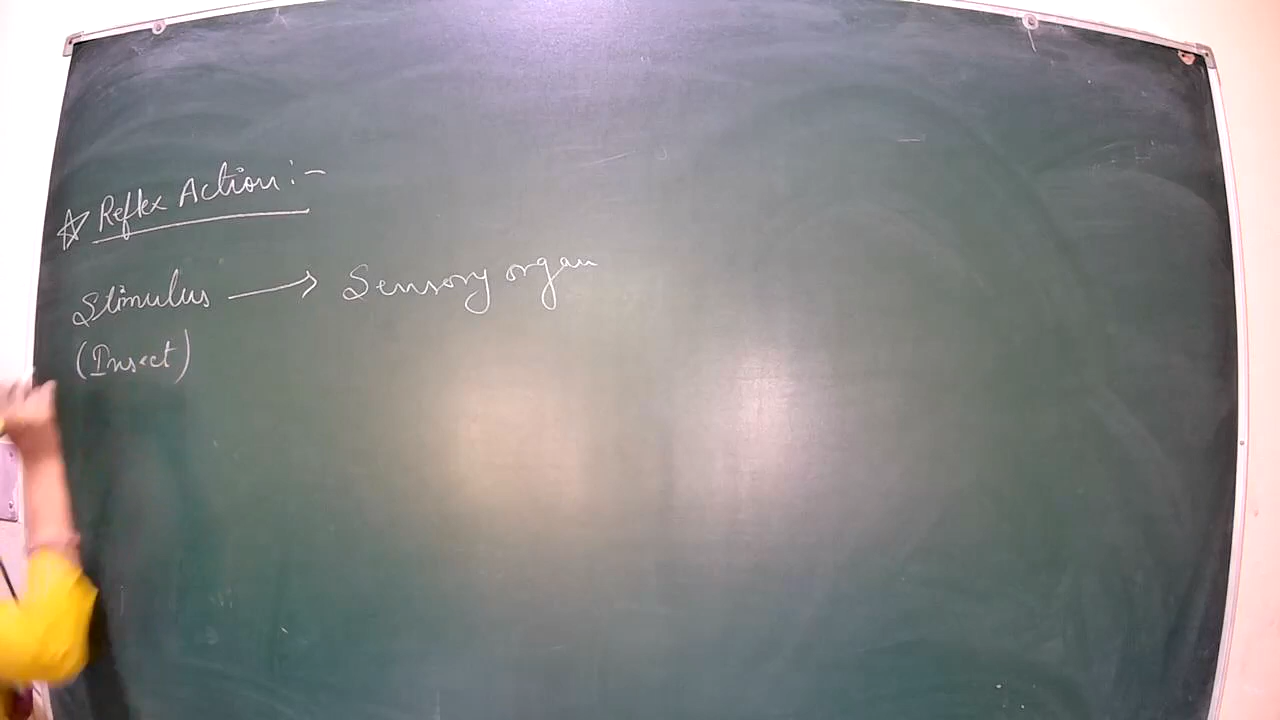 ☆ Reflex Action :-
Stimulus → Sensory organ
(Insect)